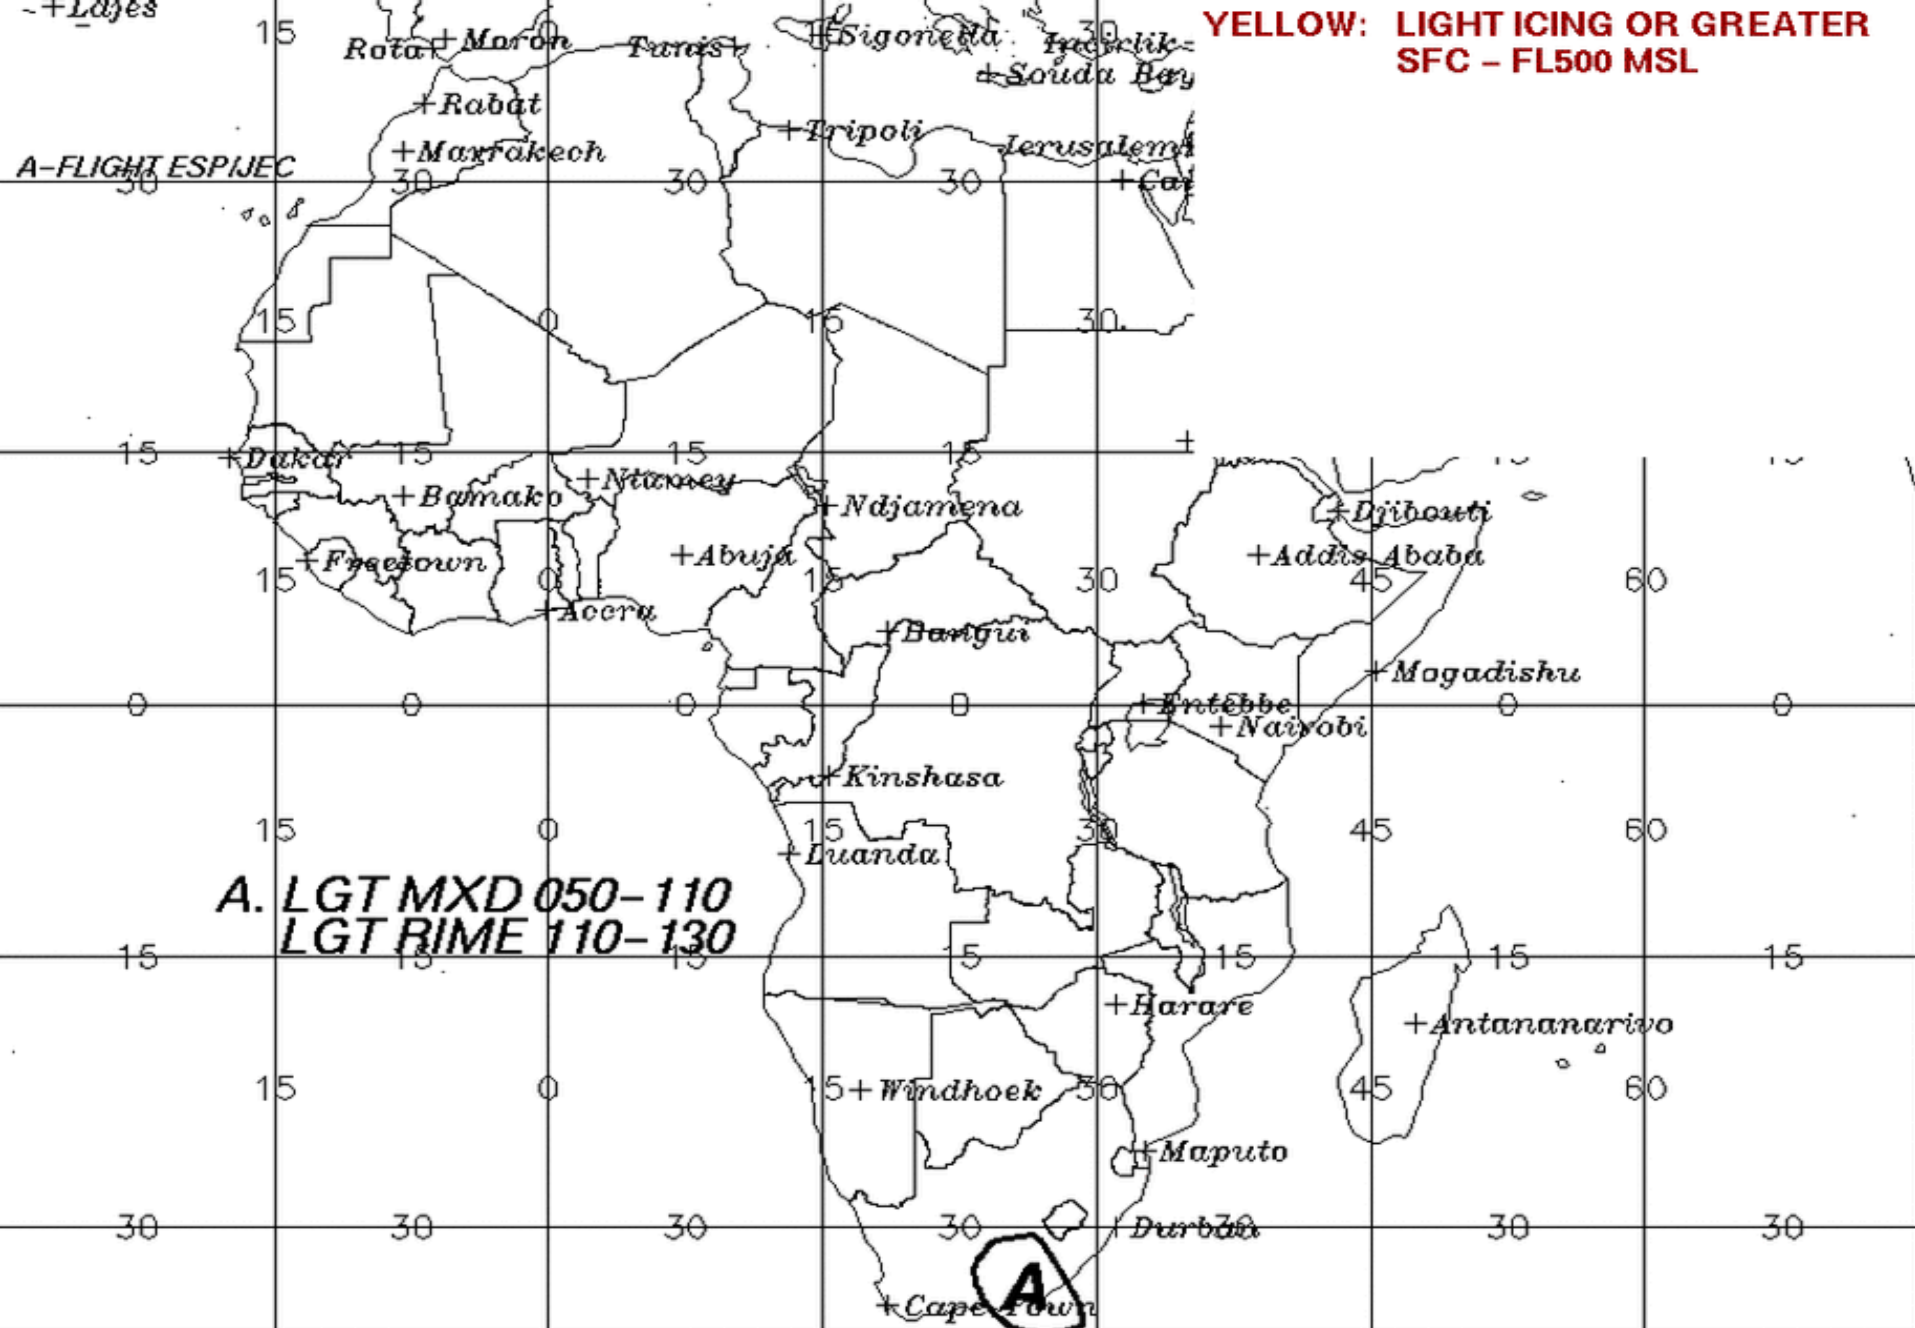 +Lajes
15
Rota+
+Moron
Tunis+
+Sigonella
30
Incirlik
YELLOW: LIGHT ICING OR GREATER
SFC – FL500 MSL
+Souda Bay
+Rabat
+Tripoli
+Marrakech
Jerusalem
A–FLIGHT ESP/JEC
30 30 30 30
+Cai
15 0 15 30
15 15 15 15
+Dakar
+Bamako
+Niamey
+Ndjamena
+Djibouti
+Freetown
+Abuja
+Addis Ababa
15 0 15 30 45 60
+Accra
+Bangui
+Mogadishu
0 0 0 0 0 0
+Entebbe
+Nairobi
+Kinshasa
15 0 15 30 45 60
+Luanda
A. LGT MXD 050–110
LGT RIME 110–130
15 15 15 15 15 15 15
+Harare
+Antananarivo
15 0 15 30 45 60
+Windhoek
+Maputo
30 30 30 30 30 30 30
+Durban
A
+Cape Town